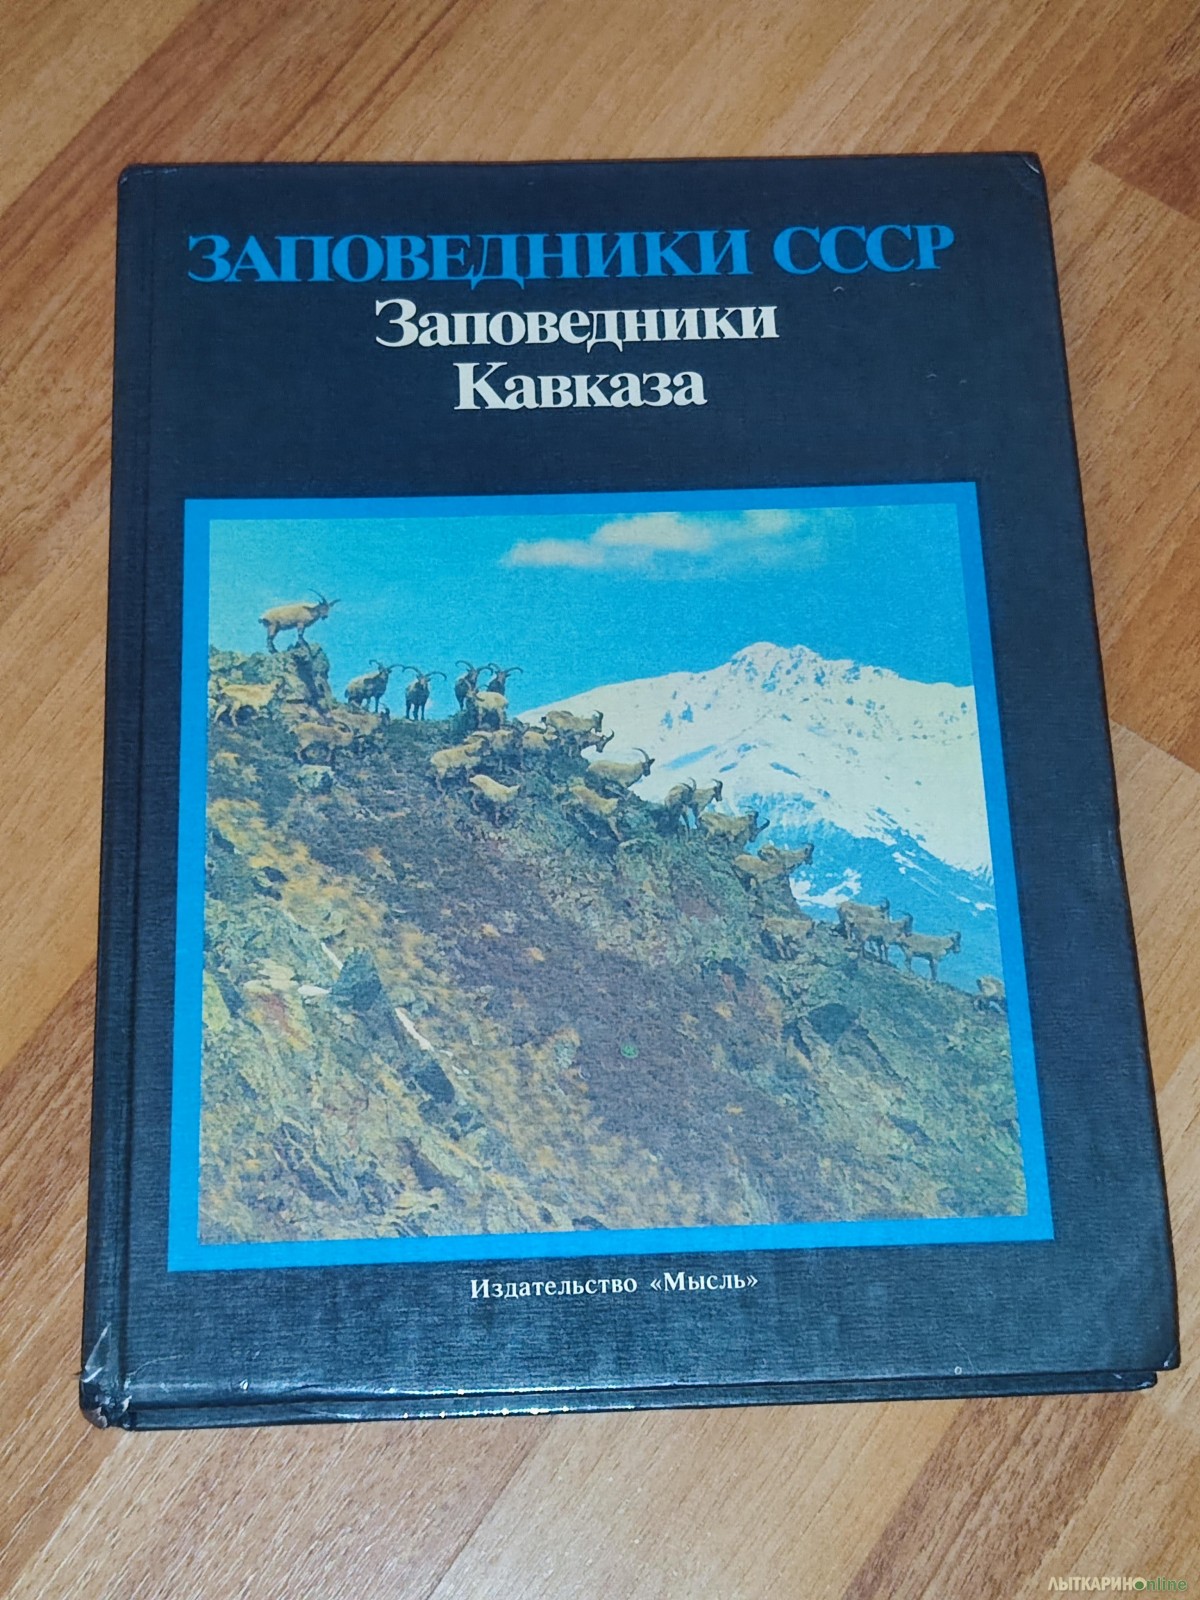 ЗАПОВЕДНИКИ СССР
Заповедники
Кавказа
Издательство «Мысль»
ЛЫТКАРИНОonline